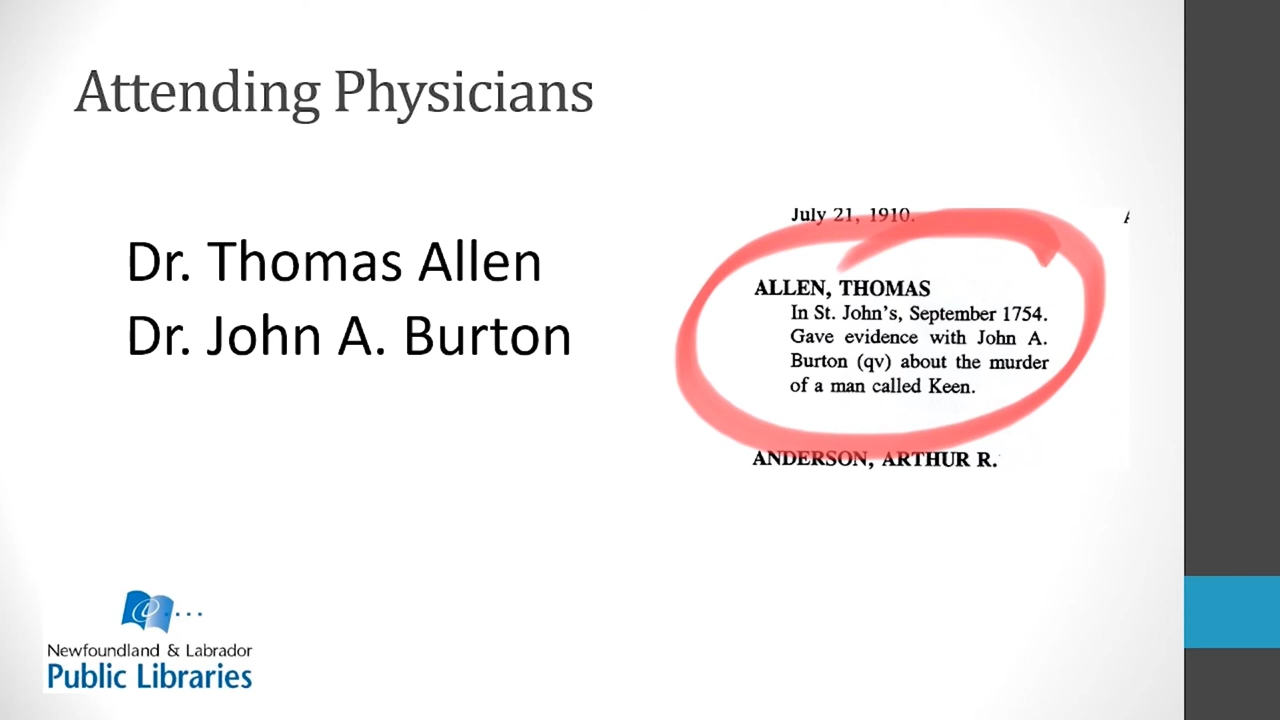 Attending Physicians
Dr. Thomas Allen
Dr. John A. Burton
July 21, 1910.
ALLEN, THOMAS
In St. John's, September 1754.
Gave evidence with John A.
Burton (qv) about the murder
of a man called Keen.
ANDERSON, ARTHUR R.
Newfoundland & Labrador
Public Libraries